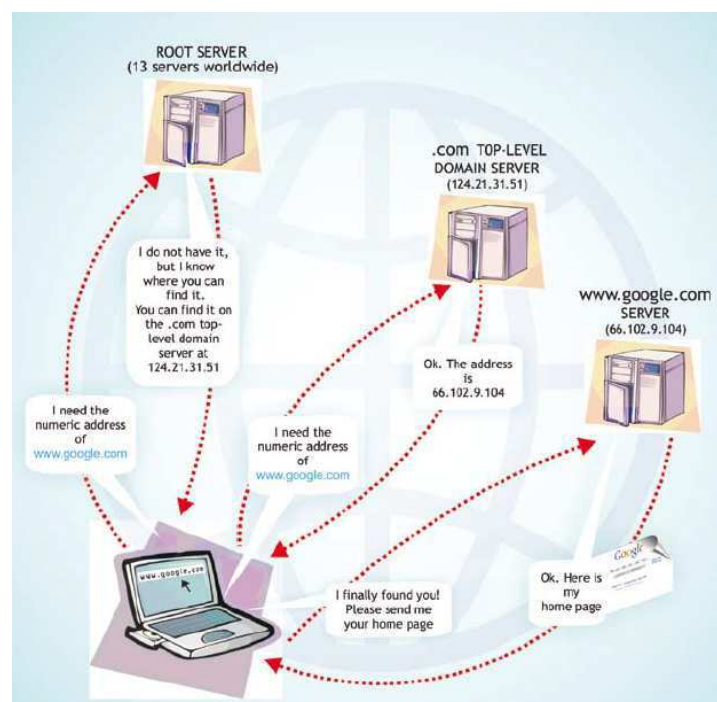 ROOT SERVER
(13 servers worldwide)
.com TOP-LEVEL
DOMAIN SERVER
(124.21.31.51)
I do not have it,
but I know
where you can
find it.
You can find it on
the .com top-
level domain
server at
124.21.31.51
www.google.com
SERVER
(66.102.9.104)
Ok. The address
is
66.102.9.104
I need the
numeric address
of
www.google.com
I need the
numeric address
of
www.google.com
www.google.com
I finally found you!
Please send me
your home page
Google
Ok. Here is
my
home page